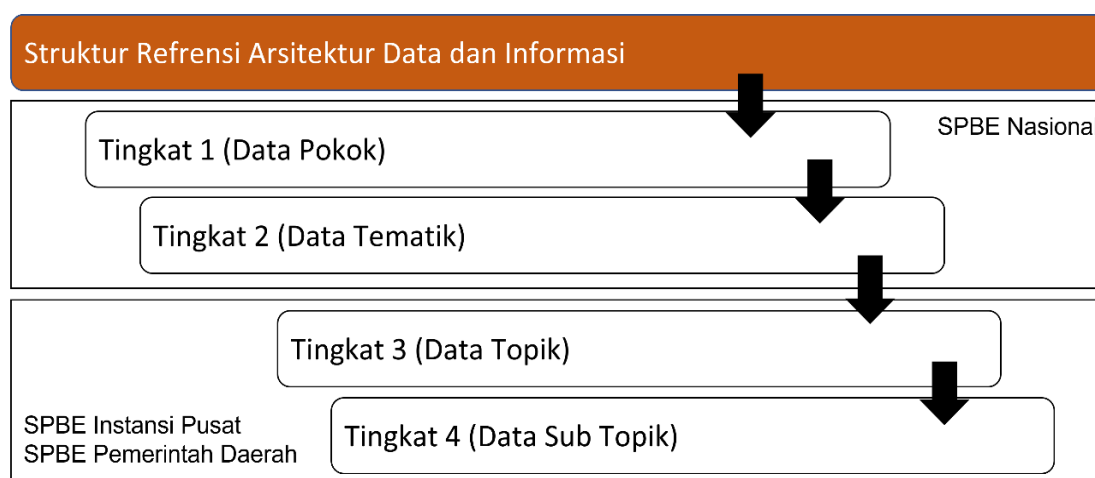 Struktur Refrensi Arsitektur Data dan Informasi
SPBE Nasional
Tingkat 1 (Data Pokok)
Tingkat 2 (Data Tematik)
Tingkat 3 (Data Topik)
SPBE Instansi Pusat
SPBE Pemerintah Daerah
Tingkat 4 (Data Sub Topik)